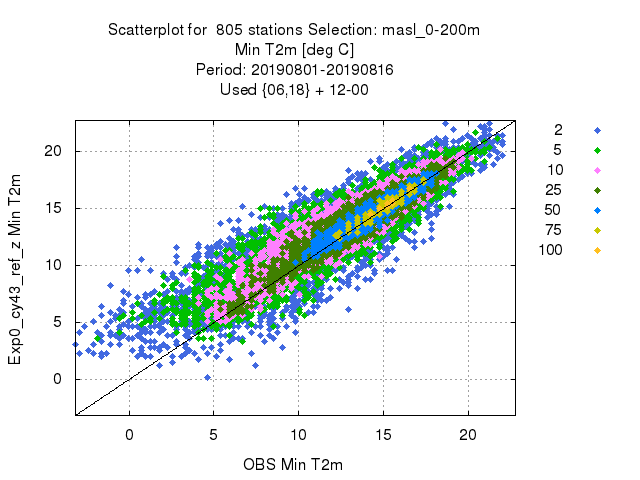 Scatterplot for 805 stations Selection: masl_0-200m
Min T2m [deg C]
Period: 20190801-20190816
Used {06,18} + 12-00
2
5
10
25
50
75
100
20
15
10
5
0
Exp0_cy43_ref_z Min T2m
0 5 10 15 20
OBS Min T2m